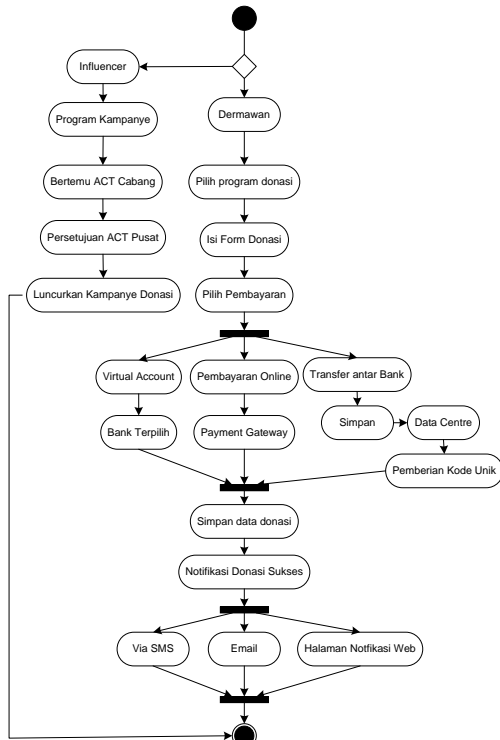 Influencer
Program Kampanye
Dermawan
Bertemu ACT Cabang
Pilih program donasi
Persetujuan ACT Pusat
Isi Form Donasi
Luncurkan Kampanye Donasi
Pilih Pembayaran
Virtual Account
Pembayaran Online
Transfer antar Bank
Bank Terpilih
Payment Gateway
Simpan
Data Centre
Pemberian Kode Unik
Simpan data donasi
Notifikasi Donasi Sukses
Via SMS
Email
Halaman Notfikasi Web